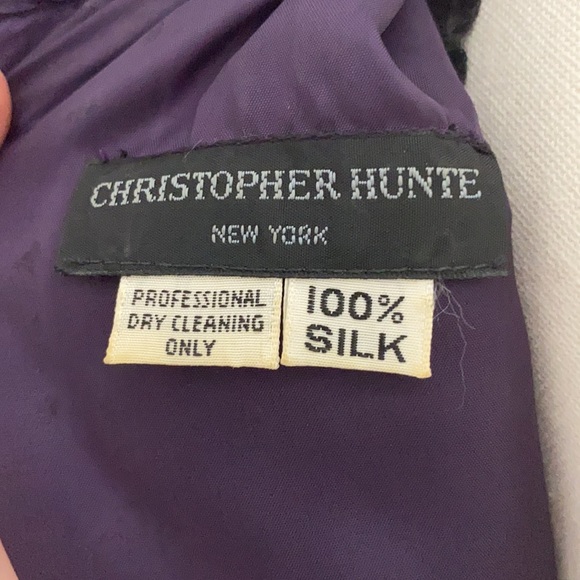 CHRISTOPHER HUNTE
NEW YORK
PROFESSIONAL
DRY CLEANING
ONLY
100%
SILK